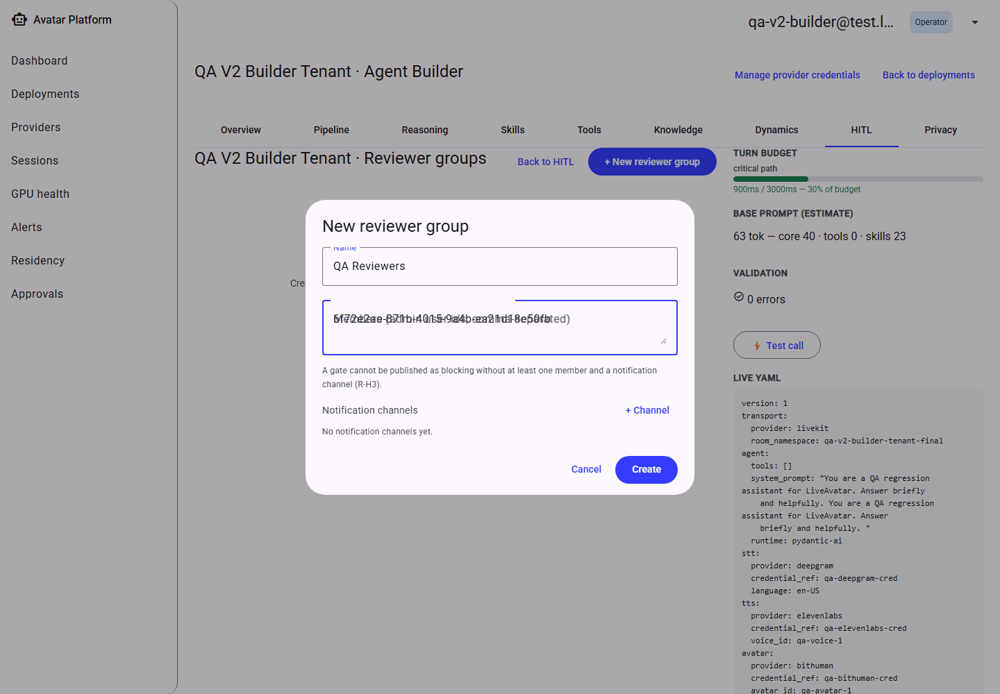 Avatar Platform
Dashboard
Deployments
Providers
Sessions
GPU health
Alerts
Residency
Approvals
qa-v2-builder@test.l...
Operator
QA V2 Builder Tenant · Agent Builder
Manage provider credentials
Back to deployments
Overview
Pipeline
Reasoning
Skills
Tools
Knowledge
Dynamics
HITL
Privacy
QA V2 Builder Tenant · Reviewer groups
Back to HITL
+ New reviewer group
Cre
New reviewer group
Name
QA Reviewers
A gate cannot be published as blocking without at least one member and a notification
channel (R-H3).
Notification channels
+ Channel
No notification channels yet.
Cancel
Create
TURN BUDGET
critical path
900ms / 3000ms — 30% of budget
BASE PROMPT (ESTIMATE)
63 tok — core 40 · tools 0 · skills 23
VALIDATION
0 errors
Test call
LIVE YAML
version: 1
transport:
provider: livekit
room_namespace: qa-v2-builder-tenant-final
agent:
tools: []
system_prompt: "You are a QA regression
assistant for LiveAvatar. Answer briefly
and helpfully. You are a QA regression
assistant for LiveAvatar. Answer
briefly and helpfully. "
runtime: pydantic-ai
stt:
provider: deepgram
credential_ref: qa-deepgram-cred
language: en-US
tts:
provider: elevenlabs
credential_ref: qa-elevenlabs-cred
voice_id: qa-voice-1
avatar:
provider: bithuman
credential_ref: qa-bithuman-cred
avatar_id: qa-avatar-1